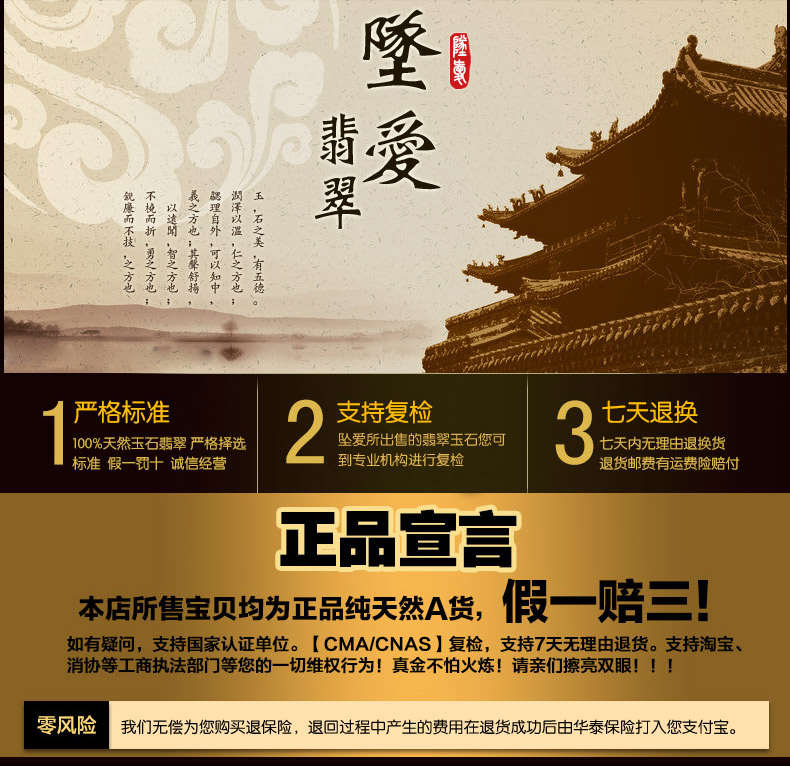 墜愛
墜愛
翡翠
玉,石之美,有五德。
潤澤以溫,仁之方也;
鰓理自外,可以知中,
義之方也;其聲舒揚,
以遠聞,智之方也;
不橈而折,勇之方也;
銳廉而不技,之方也
1 严格标准
100%天然玉石翡翠 严格择选
标准 假一罚十 诚信经营
2 支持复检
坠爱所出售的翡翠玉石您可
到专业机构进行复检
3 七天退换
七天内无理由退换货
退货邮费有运费险赔付
正品宣言
本店所售宝贝均为正品纯天然A货,假一赔三!
如有疑问,支持国家认证单位。【CMA/CNAS】复检,支持7天无理由退货。支持淘宝、
消协等工商执法部门等您的一切维权行为!真金不怕火炼!请亲们擦亮双眼!!!
零风险 我们无偿为您购买退保险,退回过程中产生的费用在退货成功后由华泰保险打入您支付宝。